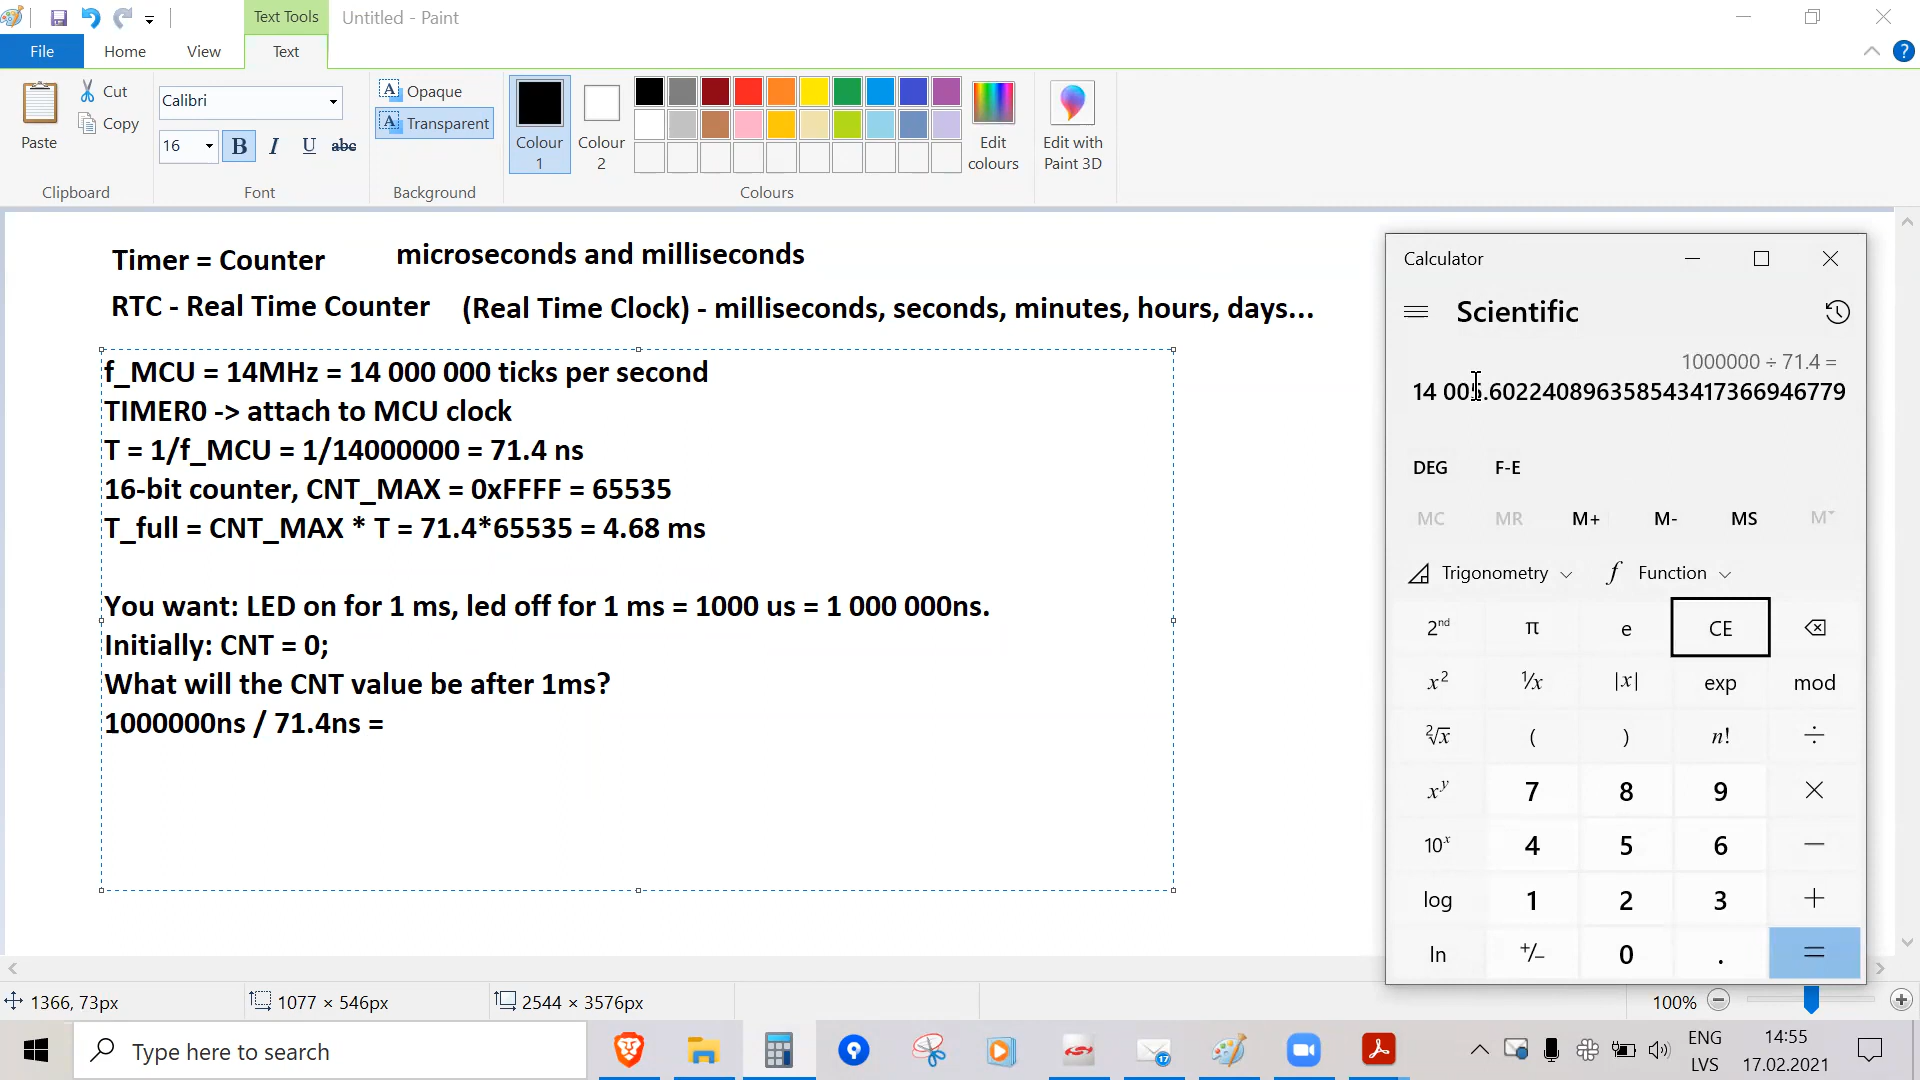 Text Tools
Untitled - Paint
File
Home
View
Text
Paste
Cut
Copy
Clipboard
Calibri
16
B
I
U
abc
Font
A Opaque
A Transparent
Background
Colour
1
Colour
2
Edit
colours
Colours
Edit with
Paint 3D
Timer = Counter
microseconds and milliseconds
RTC - Real Time Counter
(Real Time Clock) - milliseconds, seconds, minutes, hours, days...
f_MCU = 14MHz = 14 000 000 ticks per second
TIMER0 -> attach to MCU clock
T = 1/f_MCU = 1/14000000 = 71.4 ns
16-bit counter, CNT_MAX = 0xFFFF = 65535
T_full = CNT_MAX * T = 71.4*65535 = 4.68 ms
You want: LED on for 1 ms, led off for 1 ms = 1000 us = 1 000 000ns.
Initially: CNT = 0;
What will the CNT value be after 1ms?
1000000ns / 71.4ns =
Calculator
Scientific
1000000 ÷ 71.4 =
14 005.6022408963585434173669467​79
DEG
F-E
MC
MR
M+
M-
MS
M˅
Trigonometry
f Function
2nd
π
e
CE
x²
¹/x
|x|
exp
mod
²√x
(
)
n!
÷
xʸ
7
8
9
×
10ˣ
4
5
6
−
log
1
2
3
+
ln
+/−
0
.
=
1366, 73px
1077 × 546px
2544 × 3576px
100%
Type here to search
17
ENG
LVS
14:55
17.02.2021